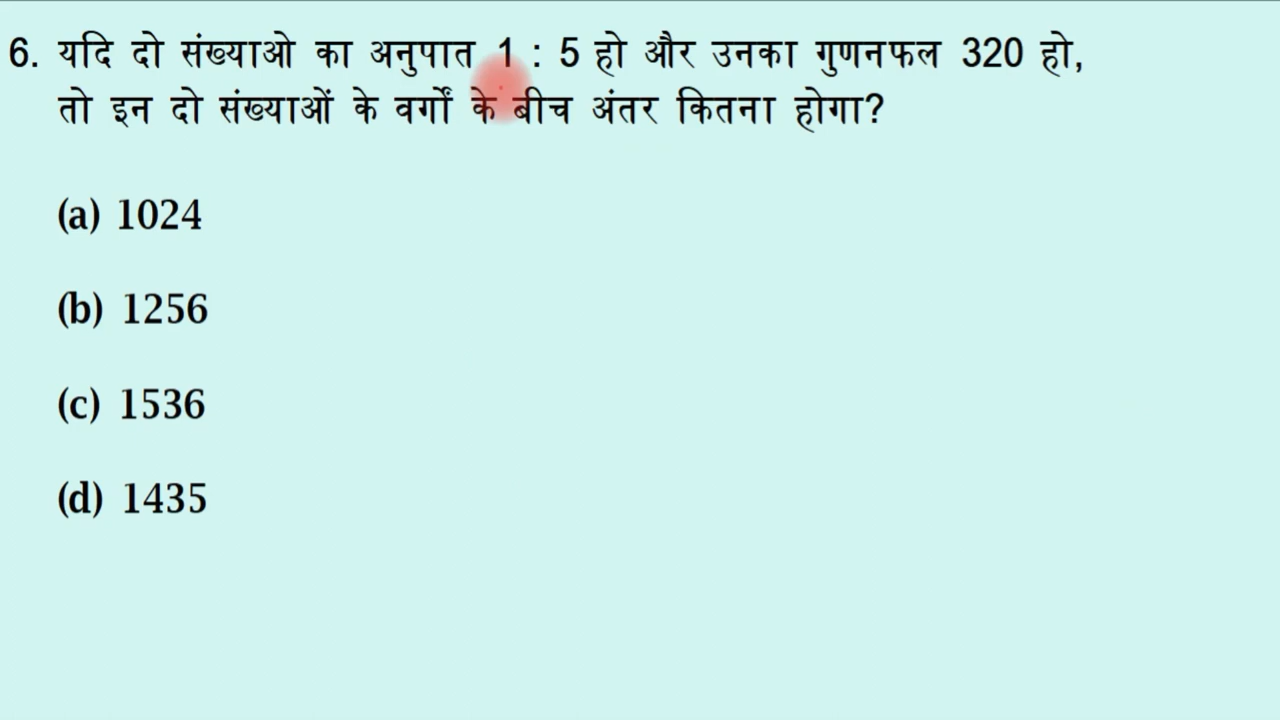 6. यदि दो संख्याओ का अनुपात 1 : 5 हो और उनका गुणनफल 320 हो,
तो इन दो संख्याओं के वर्गों के बीच अंतर कितना होगा?
(a) 1024
(b) 1256
(c) 1536
(d) 1435